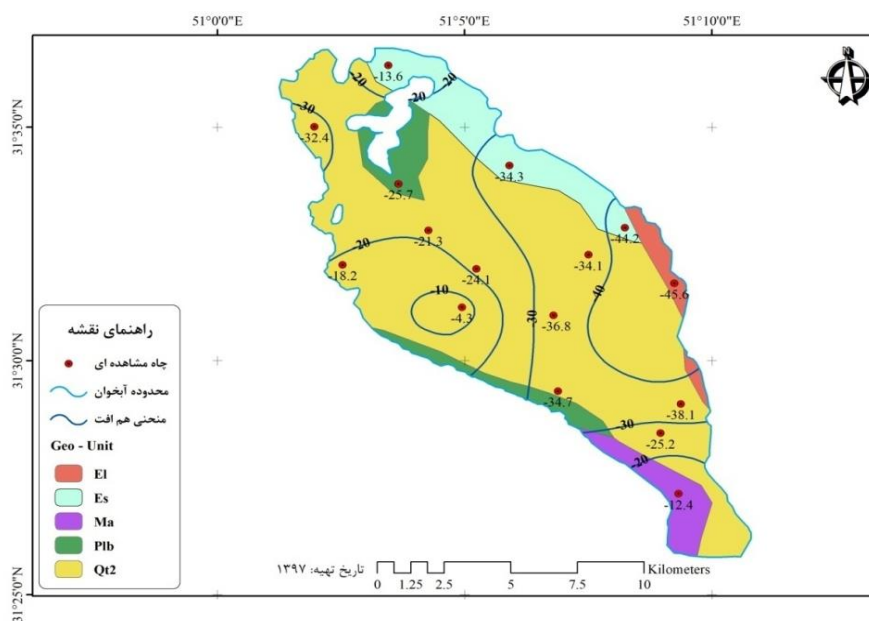 51°0'0"E
51°5'0"E
51°10'0"E
31°35'0"N
31°30'0"N
31°25'0"N
-13.6
-20
-20
-20
-30
-32.4
-34.3
-25.7
-21.3
-44.2
-20
-18.2
-24.1
-34.1
-45.6
-10
-40
-4.3
-36.8
-30
-34.7
-38.1
-30
-25.2
-20
-12.4
راهنمای نقشه
چاه مشاهده ای
محدوده آبخوان
منحنی هم افت
Geo - Unit
El
Es
Ma
Plb
Qt2
تاریخ تهیه: ۱۳۹۷
Kilometers
0 1.25 2.5 5 7.5 10